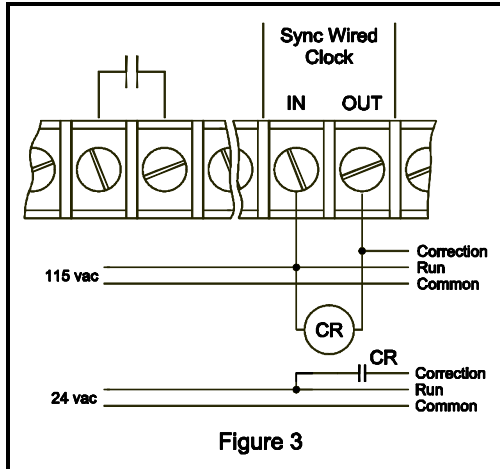 Sync Wired
Clock
IN OUT
Correction
115 vac Run
Common
CR
CR
Correction
24 vac Run
Common
Figure 3